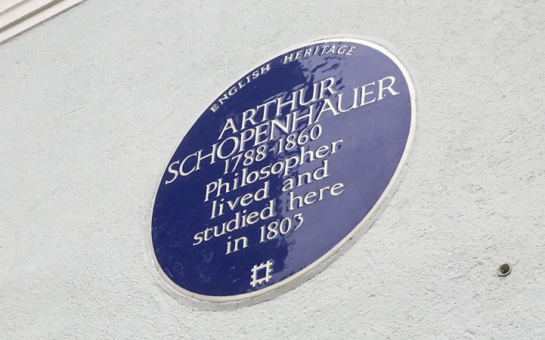 ENGLISH HERITAGE
ARTHUR
SCHOPENHAUER
1788-1860
Philosopher
lived and
studied here
in 1803